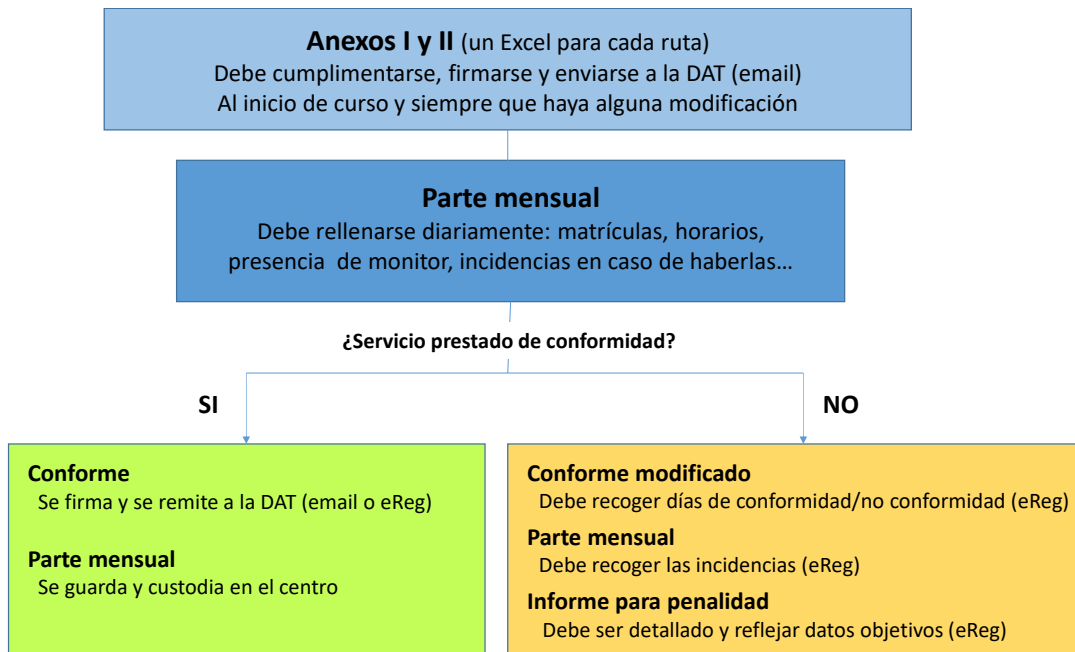 Anexos I y II (un Excel para cada ruta)
Debe cumplimentarse, firmarse y enviarse a la DAT (email)
Al inicio de curso y siempre que haya alguna modificación
Parte mensual
Debe rellenarse diariamente: matrículas, horarios,
presencia de monitor, incidencias en caso de haberlas…
¿Servicio prestado de conformidad?
SI
NO
Conforme
Se firma y se remite a la DAT (email o eReg)
Parte mensual
Se guarda y custodia en el centro
Conforme modificado
Debe recoger días de conformidad/no conformidad (eReg)
Parte mensual
Debe recoger las incidencias (eReg)
Informe para penalidad
Debe ser detallado y reflejar datos objetivos (eReg)